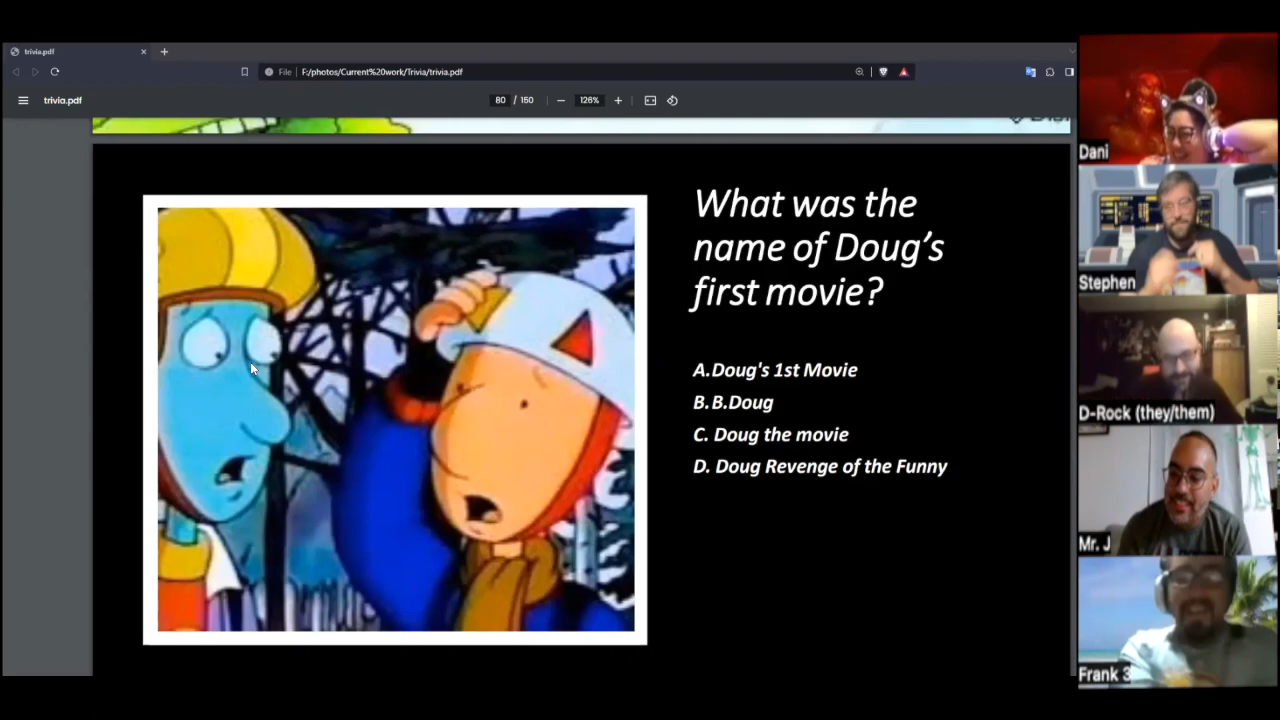 trivia.pdf
File F:/photos/Current%20work/Trivia/trivia.pdf
trivia.pdf
80 / 150
126%
What was the
name of Doug's
first movie?
A.Doug's 1st Movie
B.B.Doug
C. Doug the movie
D. Doug Revenge of the Funny
Dani
Stephen
D-Rock (they/them)
Mr. J
Frank 3